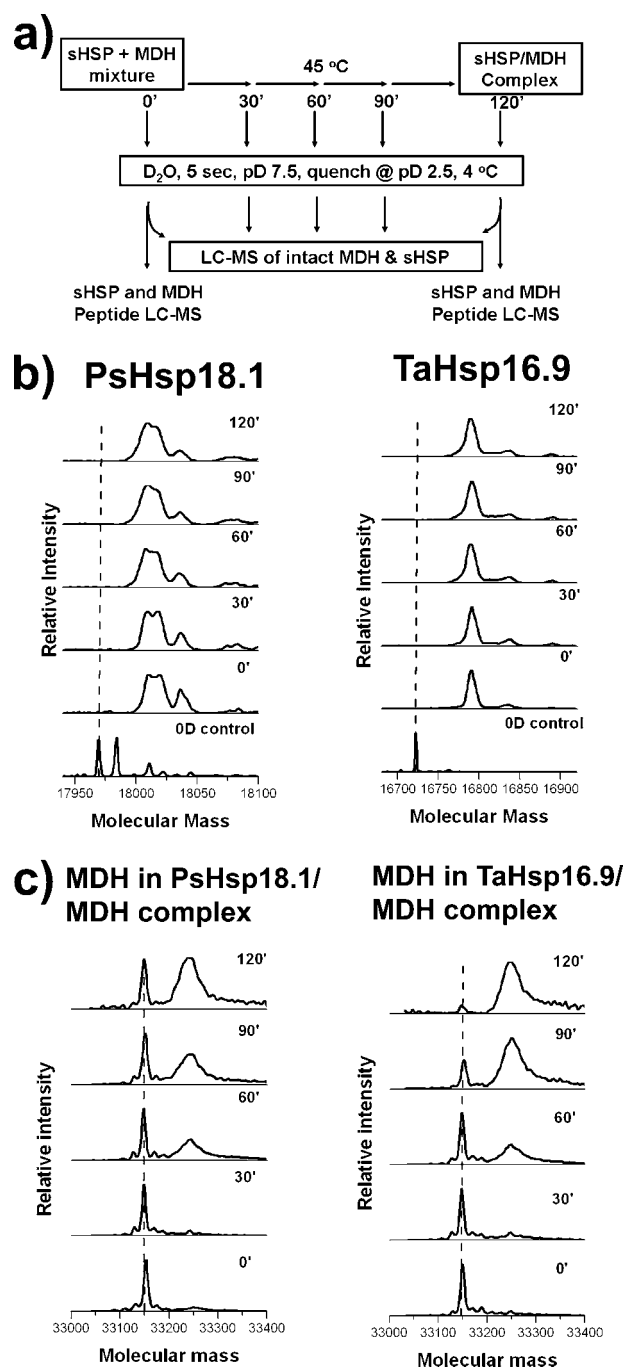 a)
sHSP + MDH
mixture
45 °C
sHSP/MDH
Complex
0' 30' 60' 90' 120'
D2O, 5 sec, pD 7.5, quench @ pD 2.5, 4 °C
LC-MS of intact MDH & sHSP
sHSP and MDH
Peptide LC-MS
sHSP and MDH
Peptide LC-MS
b)
PsHsp18.1
Relative Intensity
120'
90'
60'
30'
0'
0D control
17950 18000 18050 18100
Molecular Mass
TaHsp16.9
Relative Intensity
120'
90'
60'
30'
0'
0D control
16700 16750 16800 16850 16900
Molecular Mass
c)
MDH in PsHsp18.1/
MDH complex
Relative intensity
120'
90'
60'
30'
0'
33000 33100 33200 33300 33400
Molecular mass
MDH in TaHsp16.9/
MDH complex
Relative intensity
120'
90'
60'
30'
0'
33000 33100 33200 33300 33400
Molecular mass